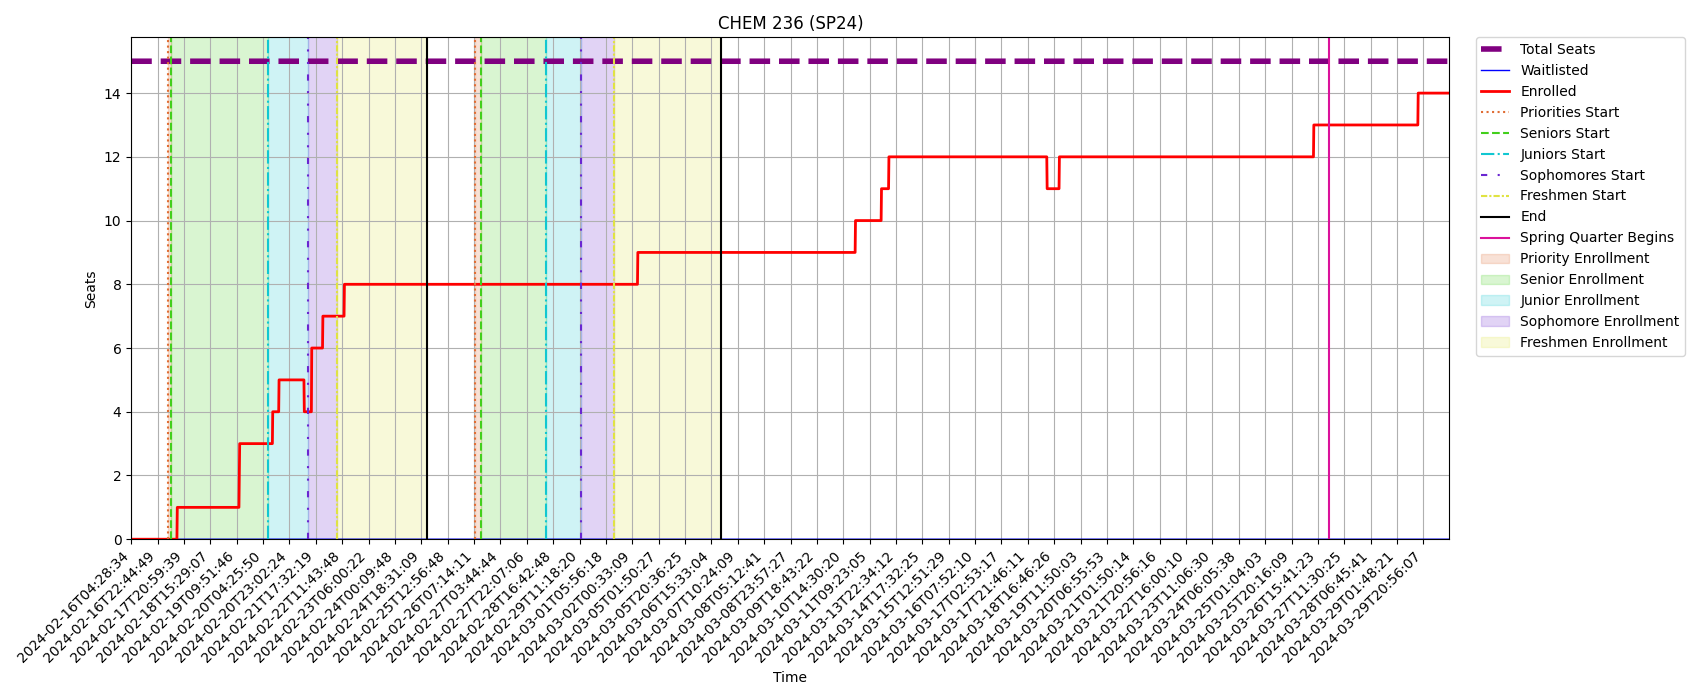 CHEM 236 (SP24)
Seats
14
12
10
8
6
4
2
0
2024-02-16T04:28:34
2024-02-16T22:44:49
2024-02-17T20:59:39
2024-02-18T15:29:07
2024-02-19T09:51:46
2024-02-20T04:25:50
2024-02-20T23:02:24
2024-02-21T17:32:19
2024-02-22T11:43:48
2024-02-23T06:00:22
2024-02-24T00:09:48
2024-02-24T18:31:09
2024-02-25T12:56:48
2024-02-26T07:14:11
2024-02-27T03:44:44
2024-02-27T22:07:06
2024-02-28T16:42:48
2024-02-29T11:18:20
2024-03-01T05:56:18
2024-03-02T00:33:09
2024-03-05T01:50:27
2024-03-05T20:36:25
2024-03-06T15:33:04
2024-03-07T10:24:09
2024-03-08T05:12:41
2024-03-08T23:57:27
2024-03-09T18:43:22
2024-03-10T14:30:20
2024-03-11T09:23:05
2024-03-13T22:34:12
2024-03-14T17:32:25
2024-03-15T12:51:29
2024-03-16T07:52:10
2024-03-17T02:53:17
2024-03-17T21:46:11
2024-03-18T16:46:26
2024-03-19T11:50:03
2024-03-20T06:55:53
2024-03-21T01:50:14
2024-03-21T20:56:16
2024-03-22T16:00:10
2024-03-23T11:06:30
2024-03-24T06:05:38
2024-03-25T01:04:03
2024-03-25T20:16:09
2024-03-26T15:41:23
2024-03-27T11:30:25
2024-03-28T06:45:41
2024-03-29T01:48:21
2024-03-29T20:56:07
Time
Total Seats
Waitlisted
Enrolled
Priorities Start
Seniors Start
Juniors Start
Sophomores Start
Freshmen Start
End
Spring Quarter Begins
Priority Enrollment
Senior Enrollment
Junior Enrollment
Sophomore Enrollment
Freshmen Enrollment